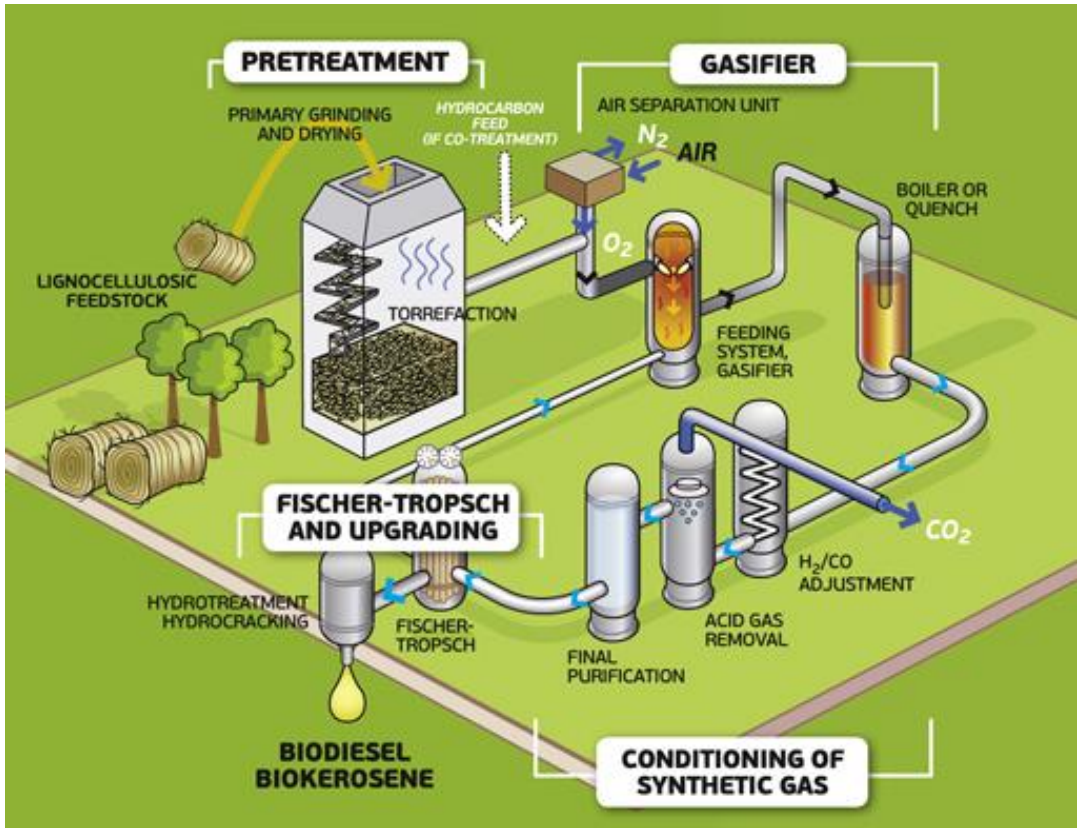 PRETREATMENT
GASIFIER
PRIMARY GRINDING
AND DRYING
HYDROCARBON
FEED
(IF CO-TREATMENT)
AIR SEPARATION UNIT
N₂
AIR
BOILER OR
QUENCH
O₂
LIGNOCELLULOSIC
FEEDSTOCK
TORREFACTION
FEEDING
SYSTEM,
GASIFIER
FISCHER-TROPSCH
AND UPGRADING
CO₂
H₂/CO
ADJUSTMENT
HYDROTREATMENT
HYDROCRACKING
FISCHER-
TROPSCH
ACID GAS
REMOVAL
FINAL
PURIFICATION
BIODIESEL
BIOKEROSENE
CONDITIONING OF
SYNTHETIC GAS